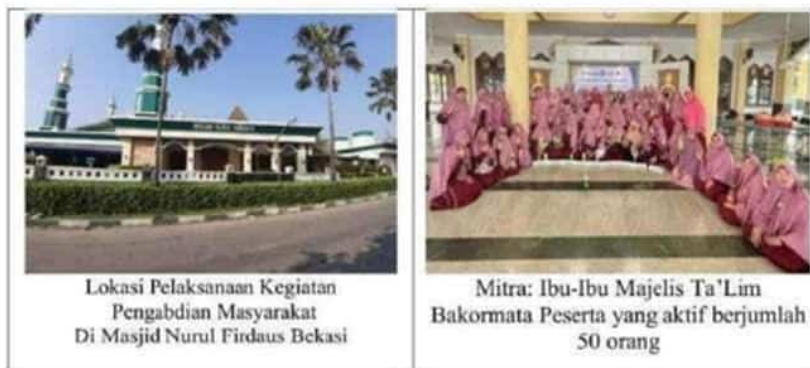 Lokasi Pelaksanaan Kegiatan
Pengabdian Masyarakat
Di Masjid Nurul Firdaus Bekasi
Mitra: Ibu-Ibu Majelis Ta'Lim
Bakormata Peserta yang aktif berjumlah
50 orang